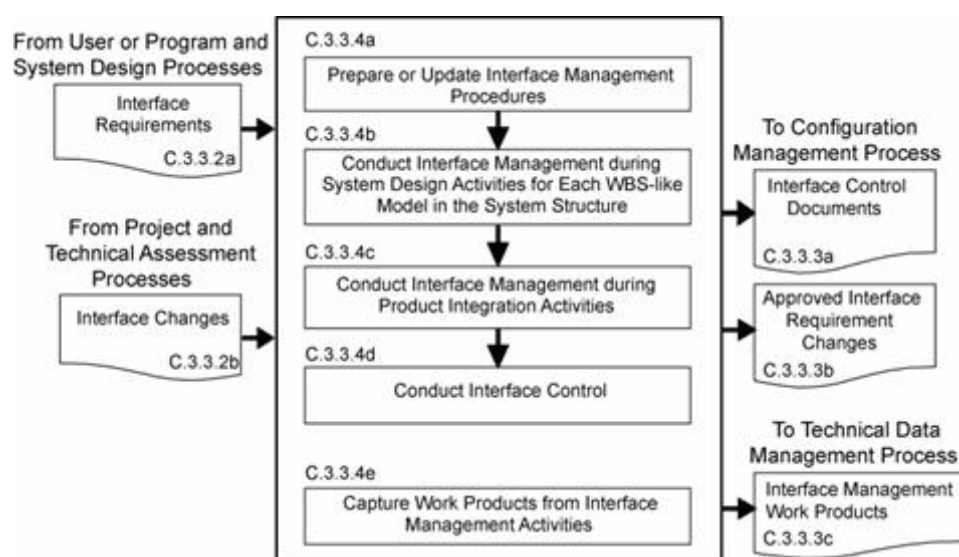 From User or Program and
System Design Processes
Interface
Requirements
C.3.3.2a
From Project and
Technical Assessment
Processes
Interface Changes
C.3.3.2b
C.3.3.4a
Prepare or Update Interface Management
Procedures
C.3.3.4b
Conduct Interface Management during
System Design Activities for Each WBS-like
Model in the System Structure
C.3.3.4c
Conduct Interface Management during
Product Integration Activities
C.3.3.4d
Conduct Interface Control
C.3.3.4e
Capture Work Products from Interface
Management Activities
To Configuration
Management Process
Interface Control
Documents
C.3.3.3a
Approved Interface
Requirement
Changes
C.3.3.3b
To Technical Data
Management Process
Interface Management
Work Products
C.3.3.3c